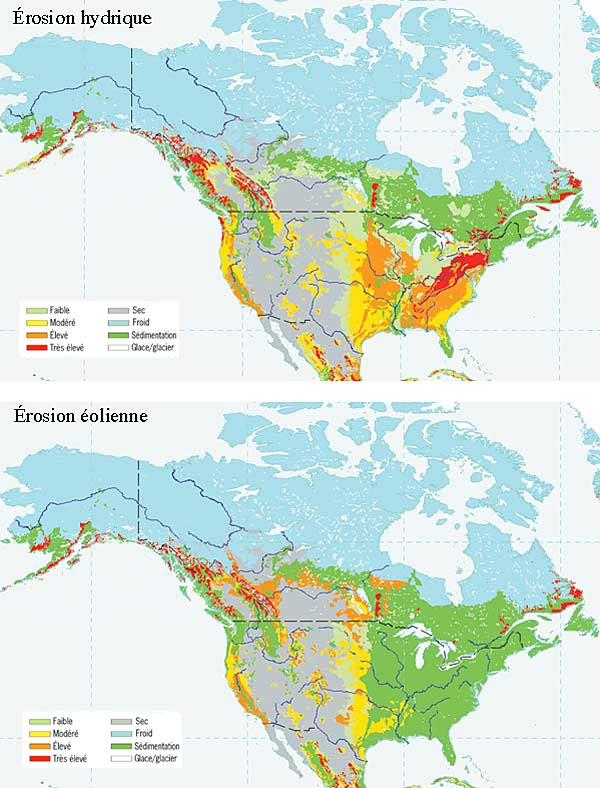 Érosion hydrique
Faible
Modéré
Élevé
Très élevé
Sec
Froid
Sédimentation
Glace/glacier
Érosion éolienne
Faible
Modéré
Élevé
Très élevé
Sec
Froid
Sédimentation
Glace/glacier